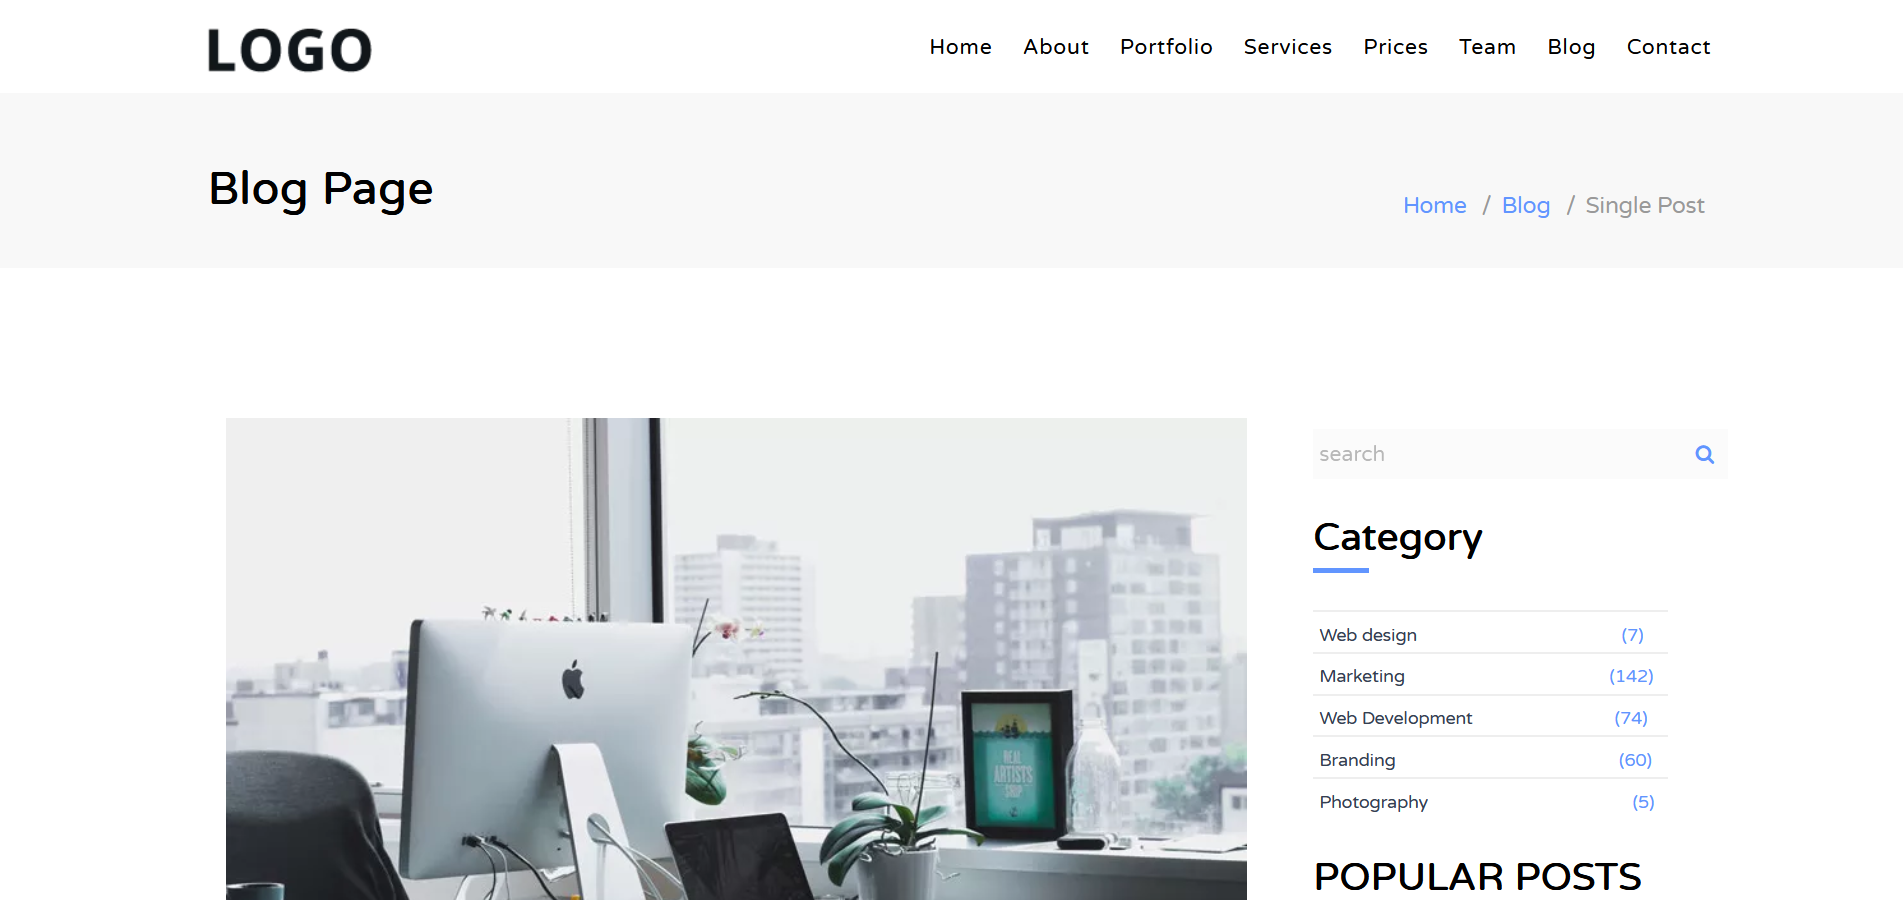 LOGO
Home About Portfolio Services Prices Team Blog Contact
Blog Page
Home / Blog / Single Post
search
Category
Web design (7)
Marketing (142)
Web Development (74)
Branding (60)
Photography (5)
REAL
ARTISTS
SHIP
POPULAR POSTS